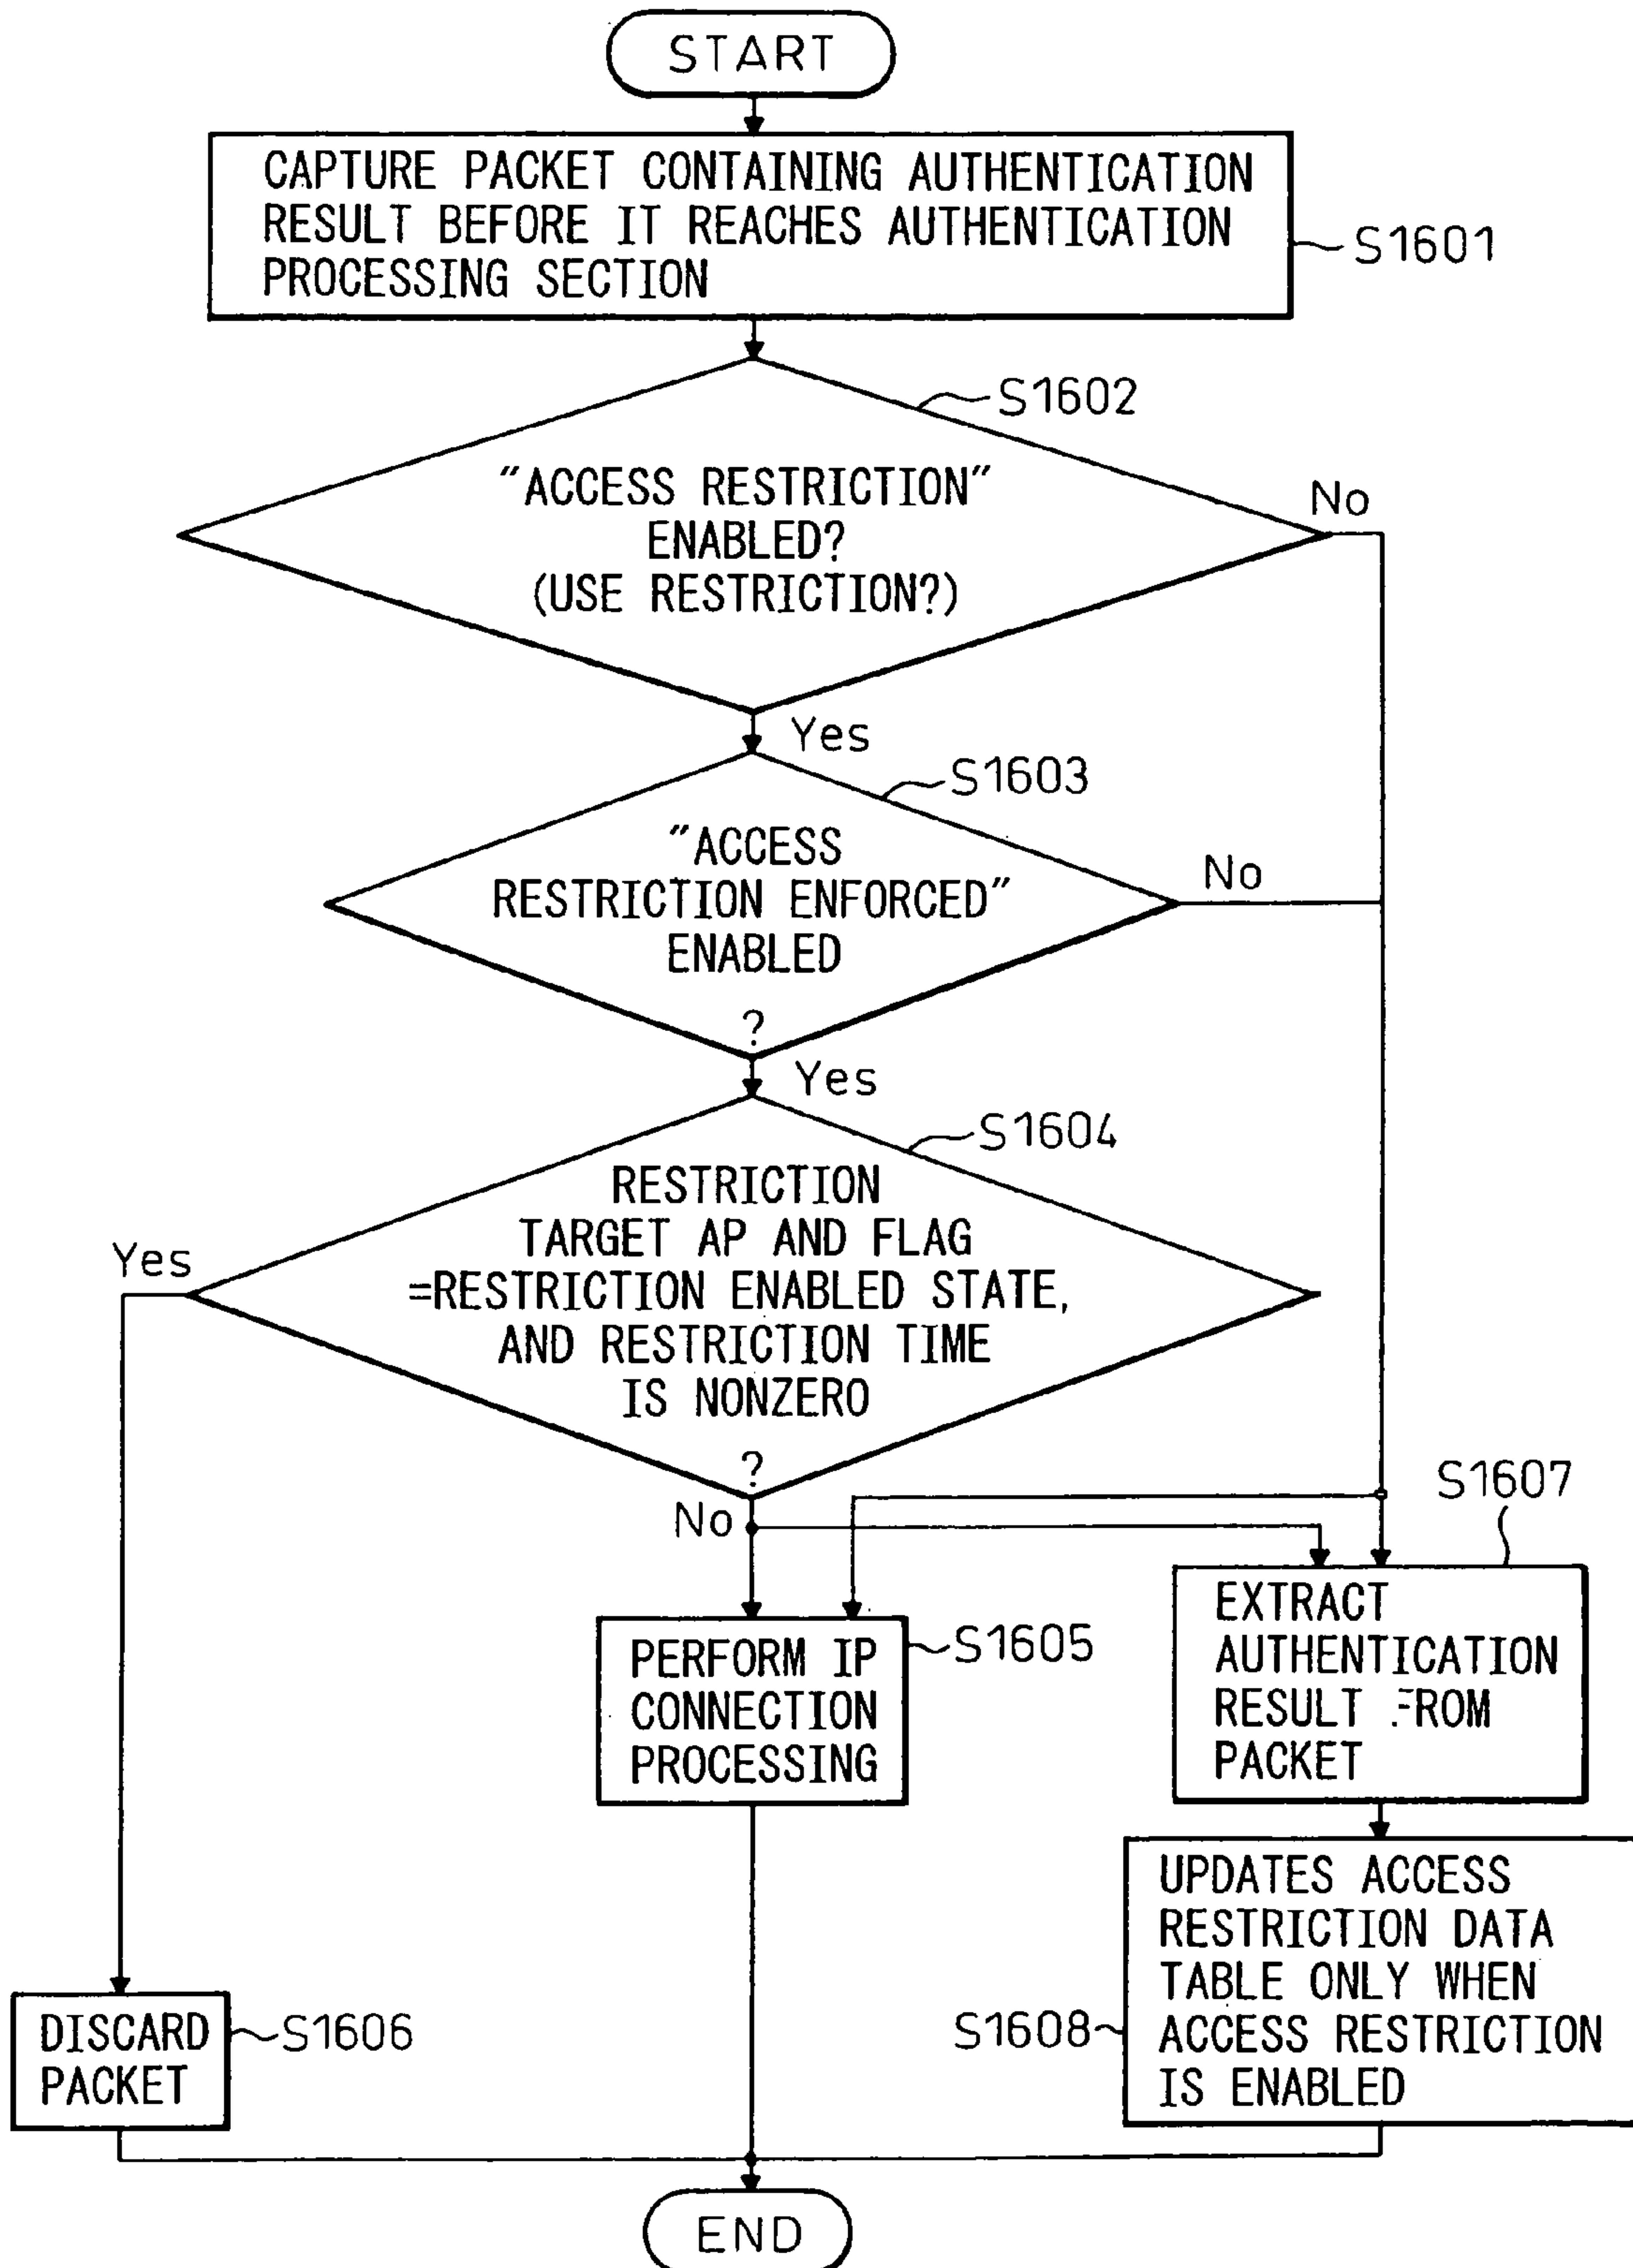 START
CAPTURE PACKET CONTAINING AUTHENTICATION
RESULT BEFORE IT REACHES AUTHENTICATION
PROCESSING SECTION
S1601
S1602
"ACCESS RESTRICTION"
ENABLED?
(USE RESTRICTION?)
No
Yes
S1603
"ACCESS
RESTRICTION ENFORCED"
ENABLED
?
No
Yes
S1604
RESTRICTION
TARGET AP AND FLAG
=RESTRICTION ENABLED STATE,
AND RESTRICTION TIME
IS NONZERO
?
Yes
No
S1607
PERFORM IP
CONNECTION
PROCESSING
S1605
EXTRACT
AUTHENTICATION
RESULT FROM
PACKET
UPDATES ACCESS
RESTRICTION DATA
TABLE ONLY WHEN
ACCESS RESTRICTION
IS ENABLED
S1608
DISCARD
PACKET
S1606
END